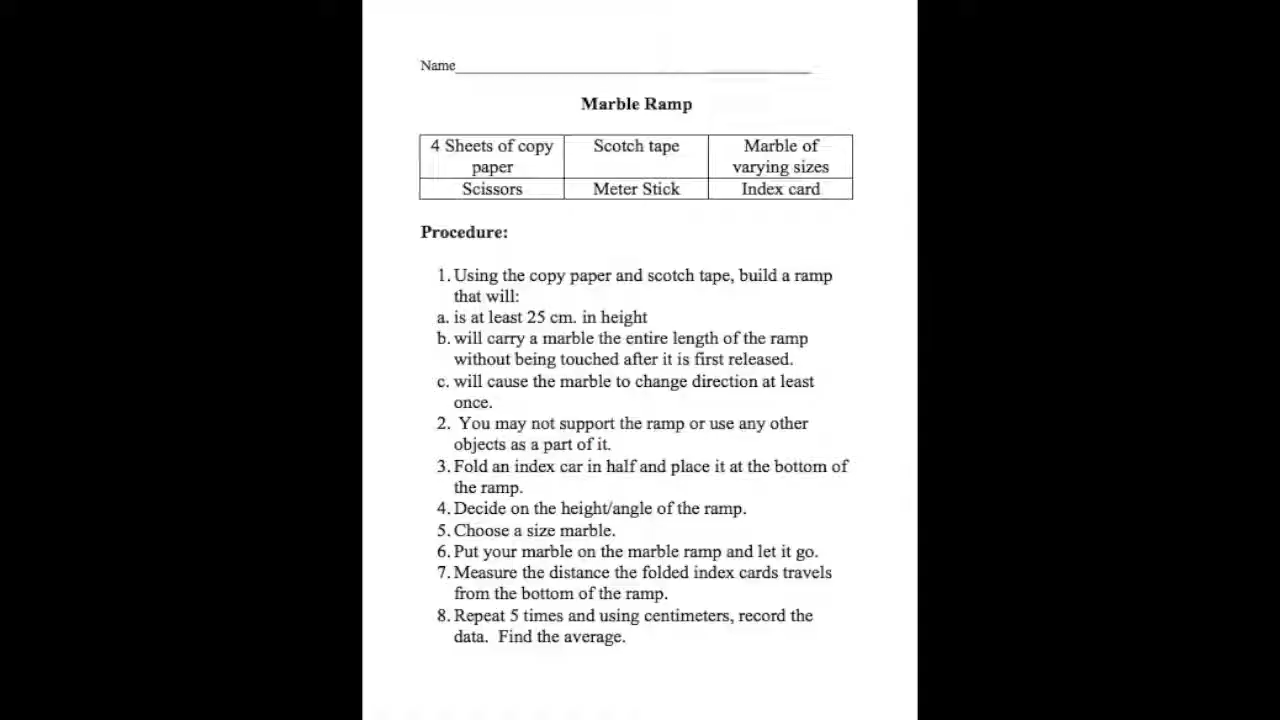 Name
Marble Ramp
4 Sheets of copy paper
Scotch tape
Marble of varying sizes
Scissors
Meter Stick
Index card
Procedure:
1. Using the copy paper and scotch tape, build a ramp
that will:
a. is at least 25 cm. in height
b. will carry a marble the entire length of the ramp
without being touched after it is first released.
c. will cause the marble to change direction at least
once.
2. You may not support the ramp or use any other
objects as a part of it.
3. Fold an index car in half and place it at the bottom of
the ramp.
4. Decide on the height/angle of the ramp.
5. Choose a size marble.
6. Put your marble on the marble ramp and let it go.
7. Measure the distance the folded index cards travels
from the bottom of the ramp.
8. Repeat 5 times and using centimeters, record the
data. Find the average.